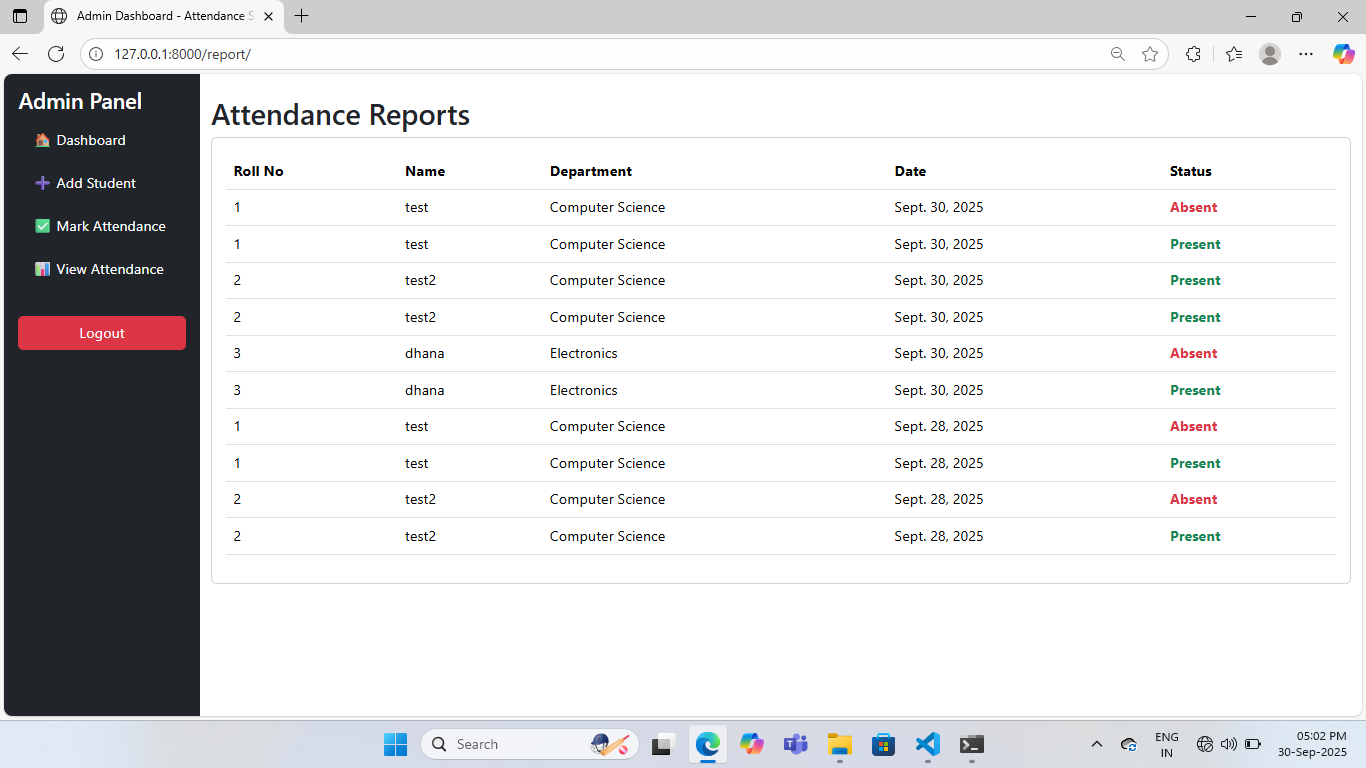 Admin Dashboard - Attendance S
127.0.0.1:8000/report/
Admin Panel
Dashboard
Add Student
Mark Attendance
View Attendance
Logout
Attendance Reports
Roll No Name Department Date Status
1 test Computer Science Sept. 30, 2025 Absent
1 test Computer Science Sept. 30, 2025 Present
2 test2 Computer Science Sept. 30, 2025 Present
2 test2 Computer Science Sept. 30, 2025 Present
3 dhana Electronics Sept. 30, 2025 Absent
3 dhana Electronics Sept. 30, 2025 Present
1 test Computer Science Sept. 28, 2025 Absent
1 test Computer Science Sept. 28, 2025 Present
2 test2 Computer Science Sept. 28, 2025 Absent
2 test2 Computer Science Sept. 28, 2025 Present
Search
ENG
IN
05:02 PM
30-Sep-2025